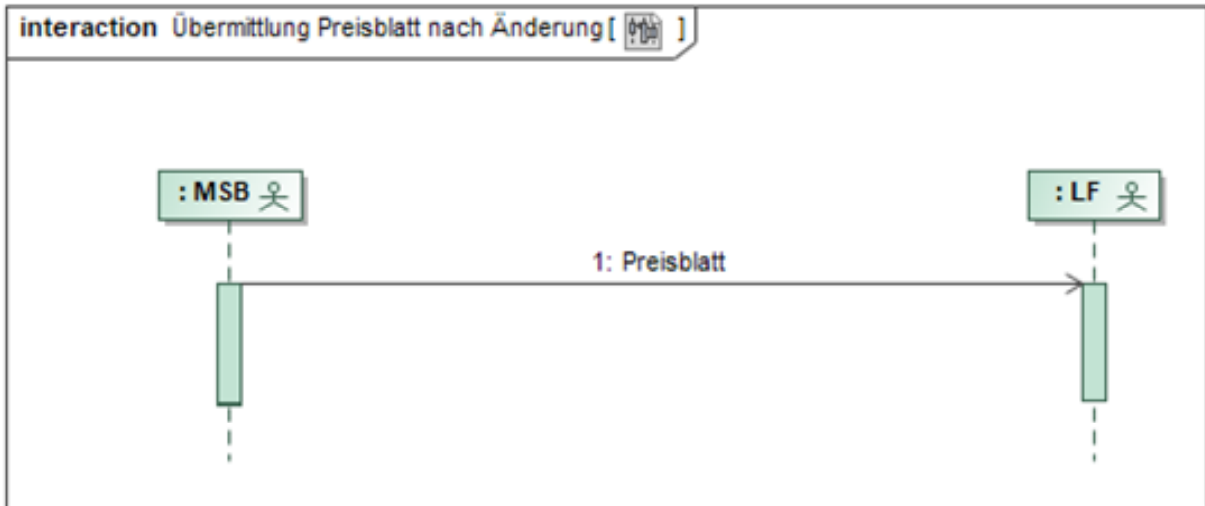 interaction Übermittlung Preisblatt nach Änderung [ ]
: MSB
: LF
1: Preisblatt